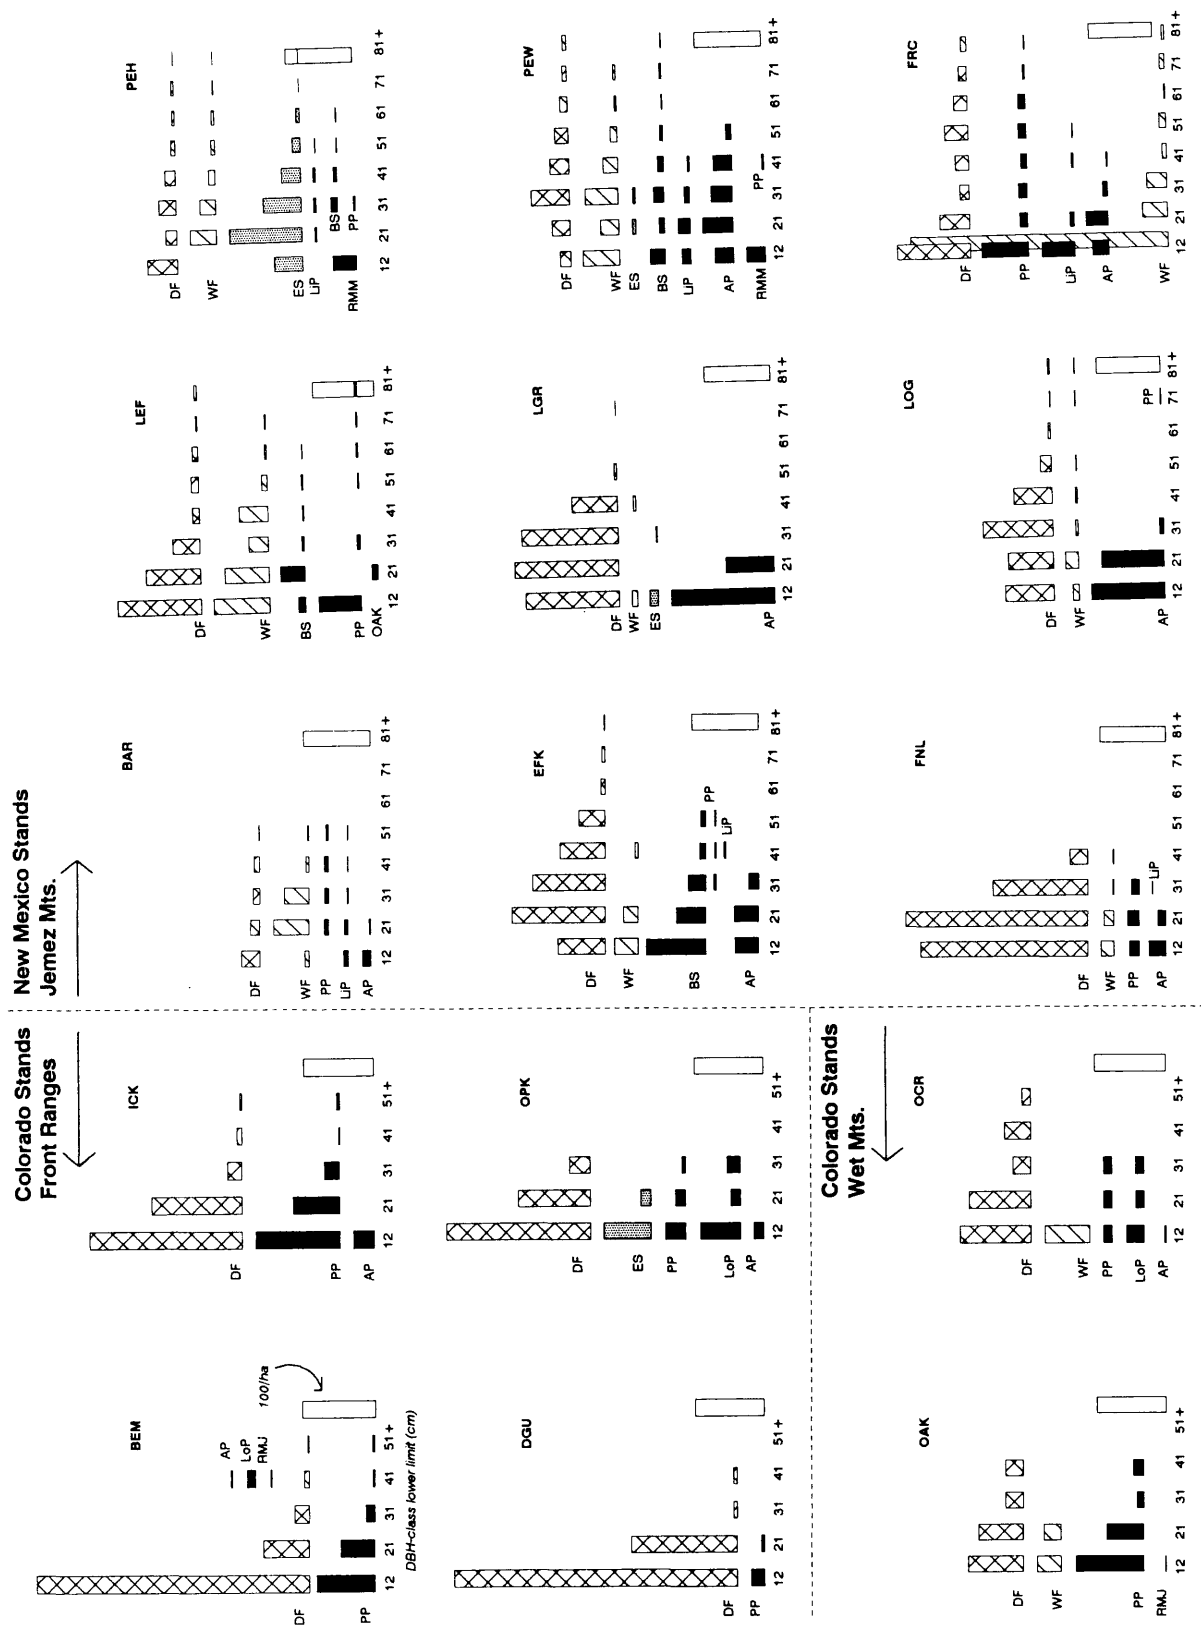 Colorado Stands
Front Ranges
New Mexico Stands
Jemez Mts.
BEM
AP
LoP
RMJ
100/ha
DF
PP
12 21 31 41 51+
DBH-class lower limit (cm)
ICK
DF
PP
AP
12 21 31 41 51+
BAR
DF
WF
PP
LiP
AP
12 21 31 41 51 61 71 81+
LEF
DF
WF
BS
PP
OAK
12 21 31 41 51 61 71 81+
PEH
DF
WF
ES
LiP
BS
RMM
PP
12 21 31 41 51 61 71 81+
DGU
DF
PP
12 21 31 41 51+
OPK
DF
ES
PP
LoP
AP
12 21 31 41 51+
EFK
DF
WF
BS
PP
LiP
AP
12 21 31 41 51 61 71 81+
LGR
DF
WF
ES
AP
12 21 31 41 51 61 71 81+
PEW
DF
WF
ES
BS
LiP
AP
RMM
PP
12 21 31 41 51 61 71 81+
Colorado Stands
Wet Mts.
OAK
DF
WF
PP
RMJ
12 21 31 41 51+
OCR
DF
WF
PP
LoP
AP
12 21 31 41 51+
FNL
DF
WF
PP
AP
LiP
12 21 31 41 51 61 71 81+
LOG
DF
WF
AP
PP
12 21 31 41 51 61 71 81+
FRC
DF
PP
LiP
AP
WF
12 21 31 41 51 61 71 81+